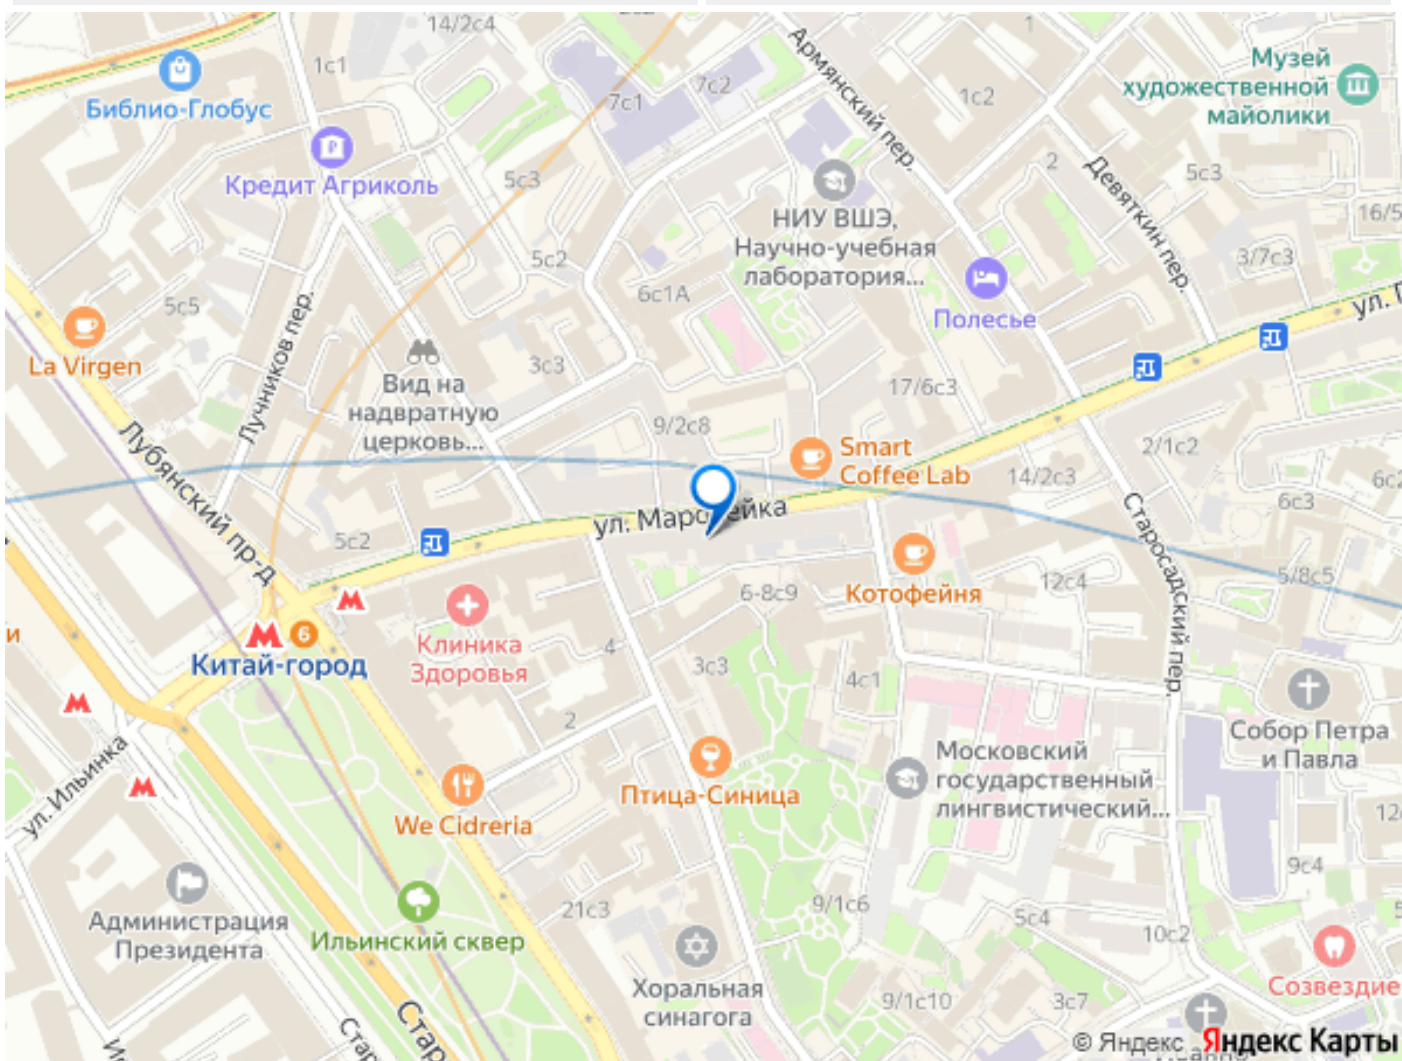 14/2с4
1с1
Библио-Глобус
Кредит Агриколь
5с3
7с1
7с2
Армянский пер.
1
1с2
Музей
художественной
майолики
2
5с3
Девяткин пер.
16/5
3/7с3
НИУ ВШЭ,
Научно-учебная
лаборатория...
5с2
5с5
6с1А
Полесье
La Virgen
Лучников пер.
3с3
Вид на
надвратную
церковь...
17/6с3
9/2с8
Smart
Coffee Lab
2/1с2
14/2с3
6с3
Лубянский пр-д
5с2
ул. Маросейка
Старосадский пер.
5/8с5
6-8с9
12с4
Котофейня
6
Китай-город
Клиника
Здоровья
4
3с3
4с1
2
и
Собор Петра
и Павла
ул. Ильинка
Птица-Синица
Московский
государственный
лингвистический...
We Cidreria
12
9с4
Администрация
Президента
Ильинский сквер
21с3
9/1с6
5с4
10с2
Хоральная
синагога
9/1с10
3с7
Созвездие
© Яндекс Яндекс Карты